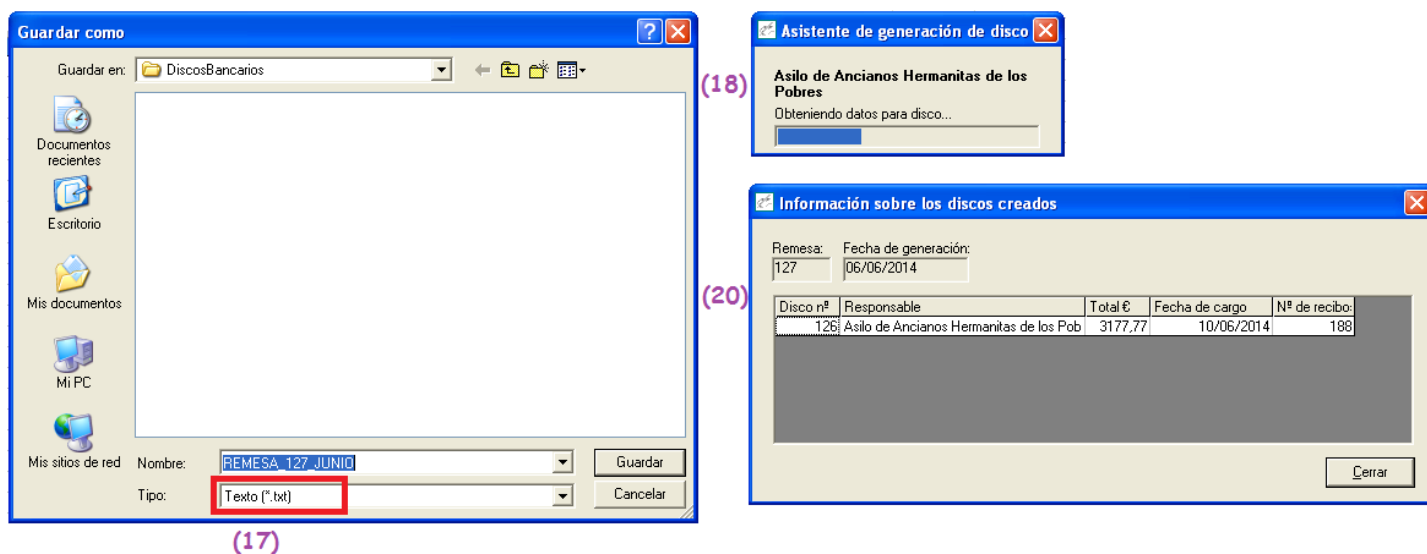 Guardar como
Guardar en:
DiscosBancarios
Documentos
recientes
Escritorio
Mis documentos
Mi PC
Mis sitios de red
Nombre:
REMESA_127_JUNIO
Guardar
Tipo:
Texto (*.txt)
Cancelar
(17)
(18)
Asistente de generación de disco
Asilo de Ancianos Hermanitas de los
Pobres
Obteniendo datos para disco...
(20)
Información sobre los discos creados
Remesa: Fecha de generación:
127 06/06/2014
Disco nº Responsable Total € Fecha de cargo Nº de recibo:
126 Asilo de Ancianos Hermanitas de los Pob 3177,77 10/06/2014 188
Cerrar